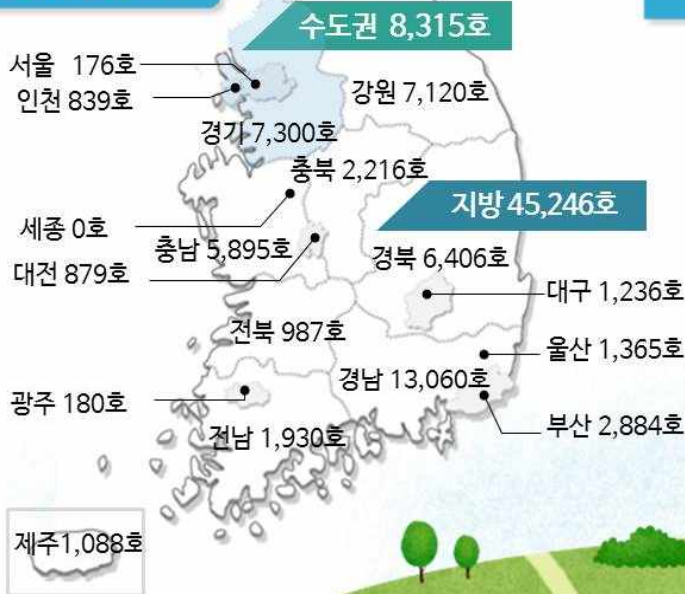 수도권 8,315호
서울 176호
인천 839호
강원 7,120호
경기 7,300호
충북 2,216호
지방 45,246호
세종 0호
충남 5,895호
대전 879호
경북 6,406호
대구 1,236호
전북 987호
울산 1,365호
경남 13,060호
광주 180호
부산 2,884호
전남 1,930호
제주1,088호